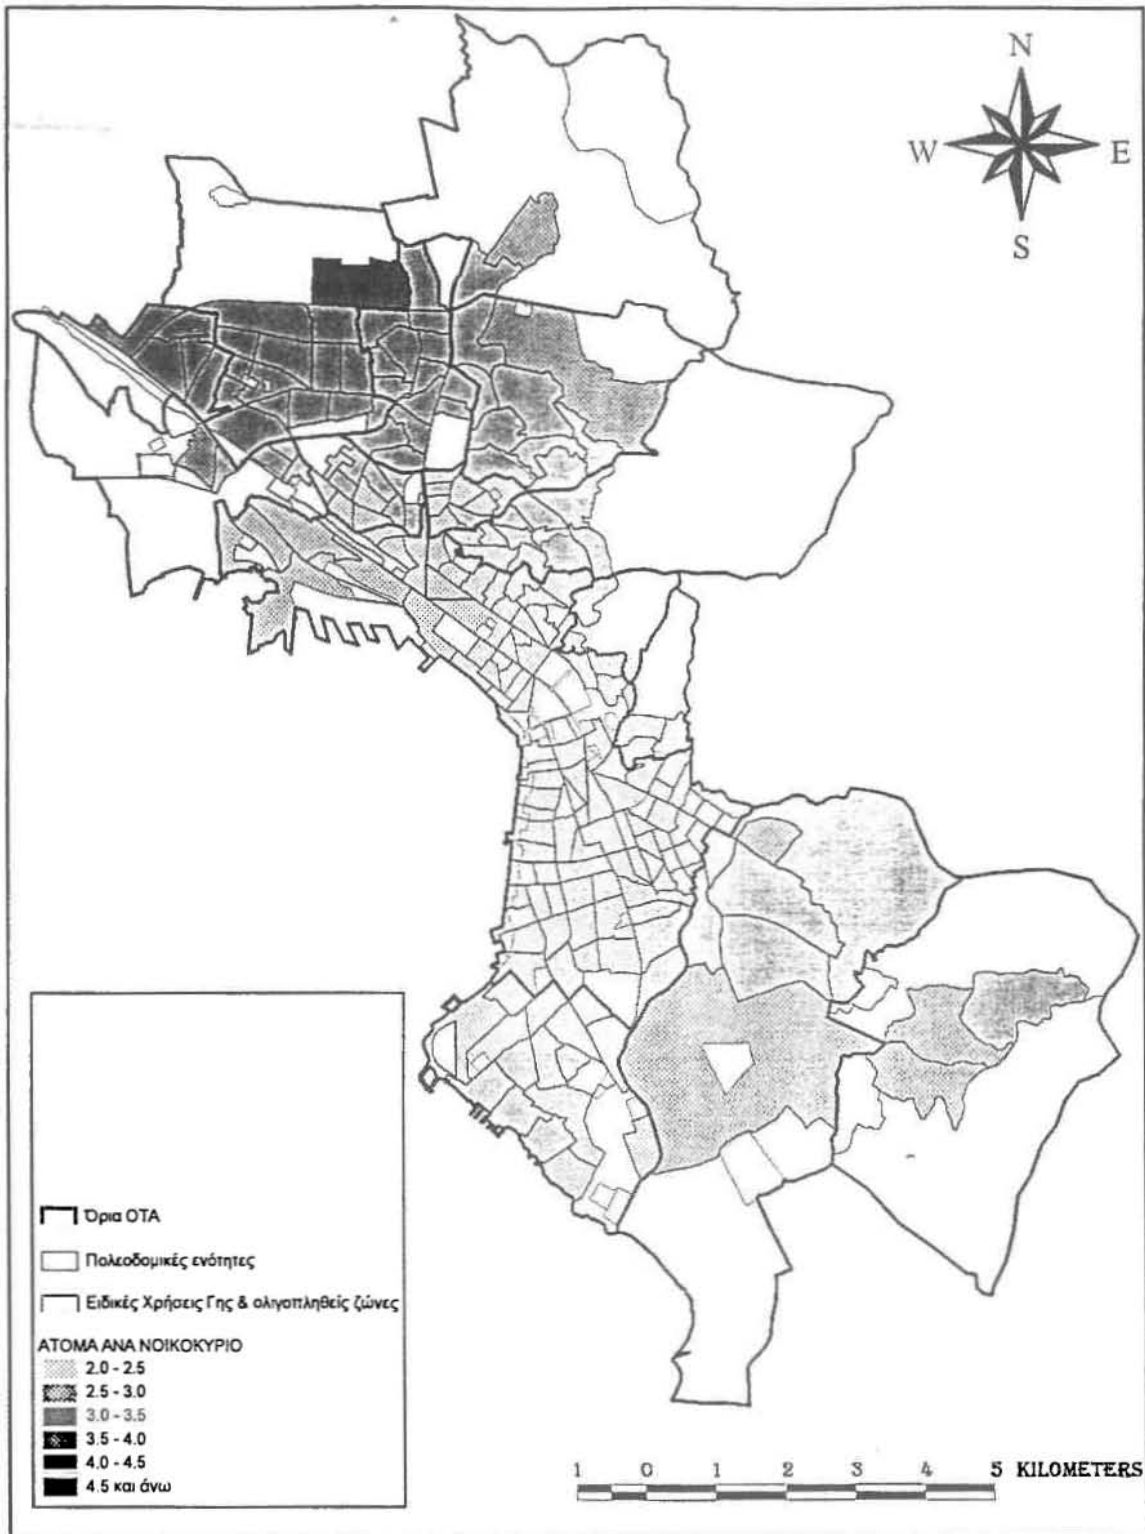 N
W E
S
Όρια ΟΤΑ
Πολεοδομικές ενότητες
Ειδικές Χρήσεις Γης & ολιγοπληθείς ζώνες
ΑΤΟΜΑ ΑΝΑ ΝΟΙΚΟΚΥΡΙΟ
2.0 - 2.5
2.5 - 3.0
3.0 - 3.5
3.5 - 4.0
4.0 - 4.5
4.5 και άνω
1 0 1 2 3 4 5 KILOMETERS